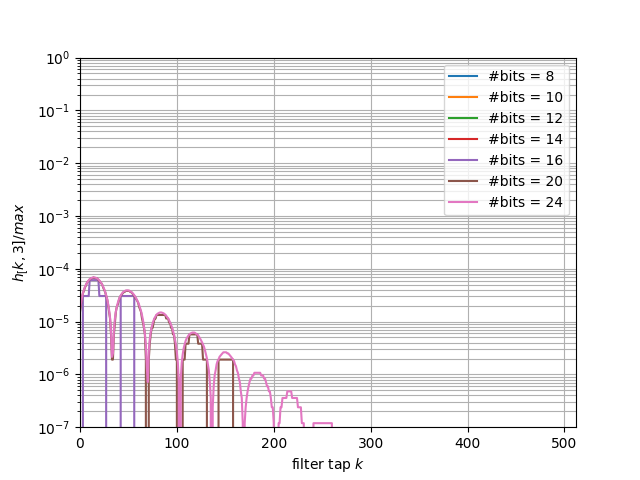 10⁰
10⁻¹
10⁻²
10⁻³
10⁻⁴
10⁻⁵
10⁻⁶
10⁻⁷
h[k, 3]/max
#bits = 8
#bits = 10
#bits = 12
#bits = 14
#bits = 16
#bits = 20
#bits = 24
0 100 200 300 400 500
filter tap k